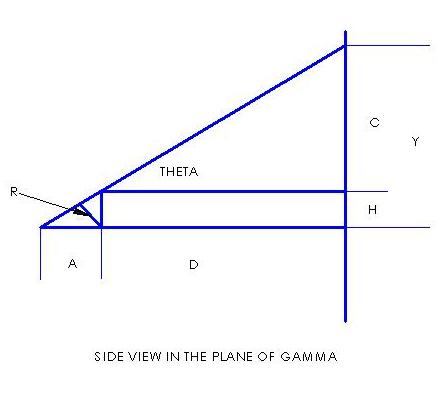 C
Y
THETA
R
H
A
D
SIDE VIEW IN THE PLANE OF GAMMA